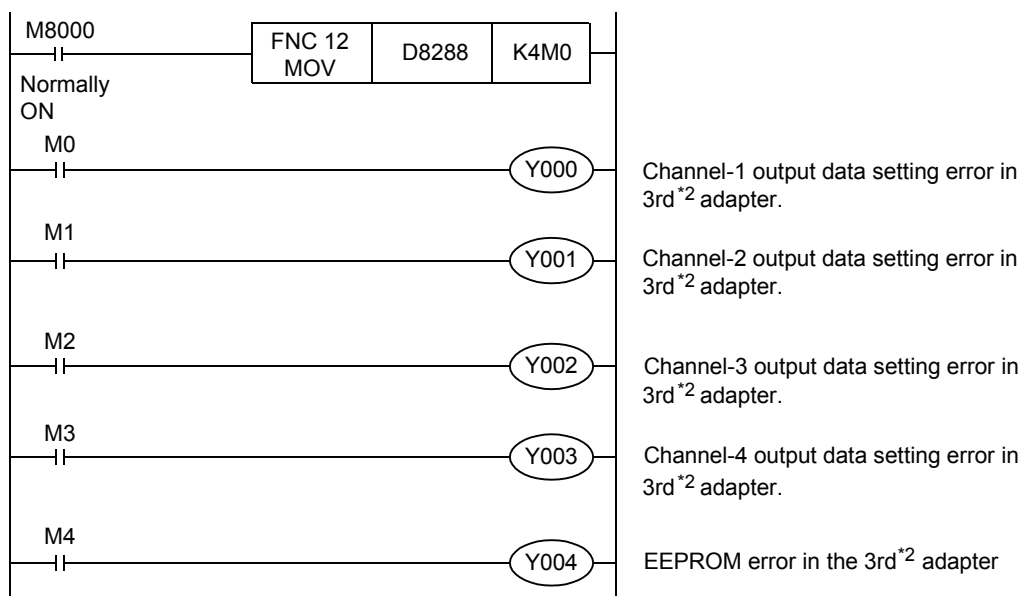 M8000
FNC 12
MOV
D8288
K4M0
Normally
ON
M0
Y000
Channel-1 output data setting error in
3rd*2 adapter.
M1
Y001
Channel-2 output data setting error in
3rd*2 adapter.
M2
Y002
Channel-3 output data setting error in
3rd*2 adapter.
M3
Y003
Channel-4 output data setting error in
3rd*2 adapter.
M4
Y004
EEPROM error in the 3rd*2 adapter